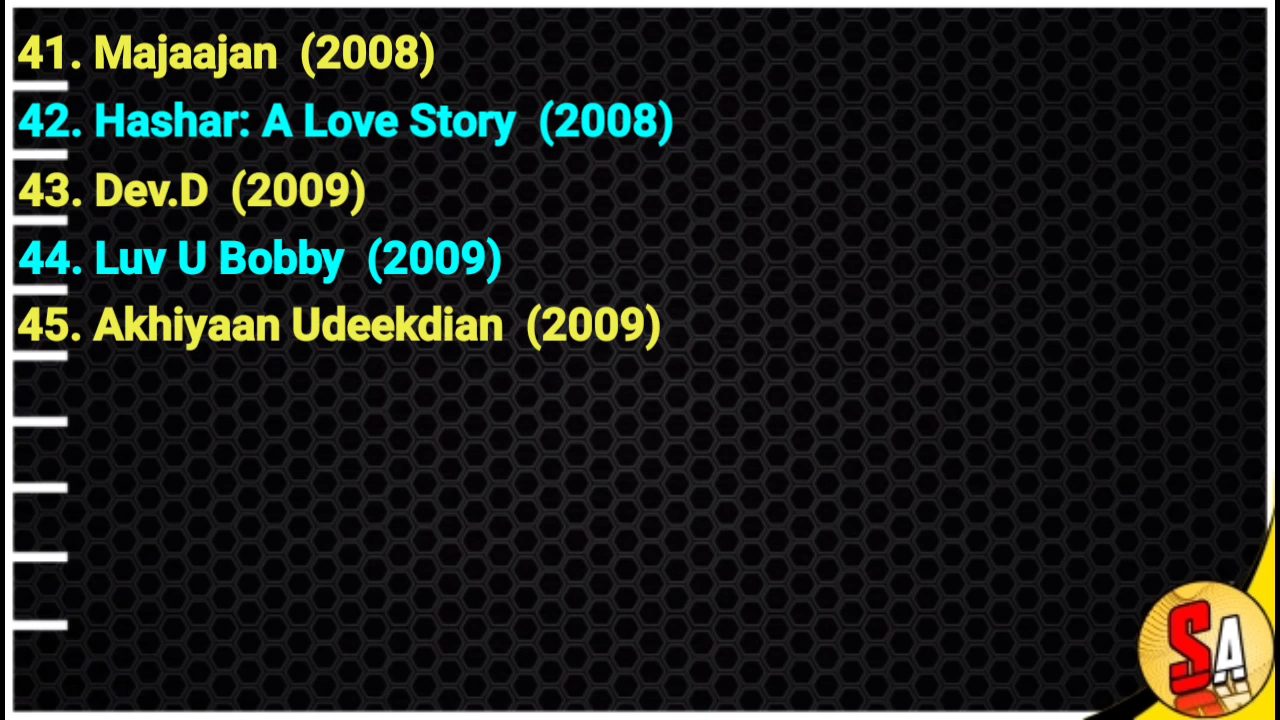 41. Majaajan (2008)
42. Hashar: A Love Story (2008)
43. Dev.D (2009)
44. Luv U Bobby (2009)
45. Akhiyaan Udeekdian (2009)
SA